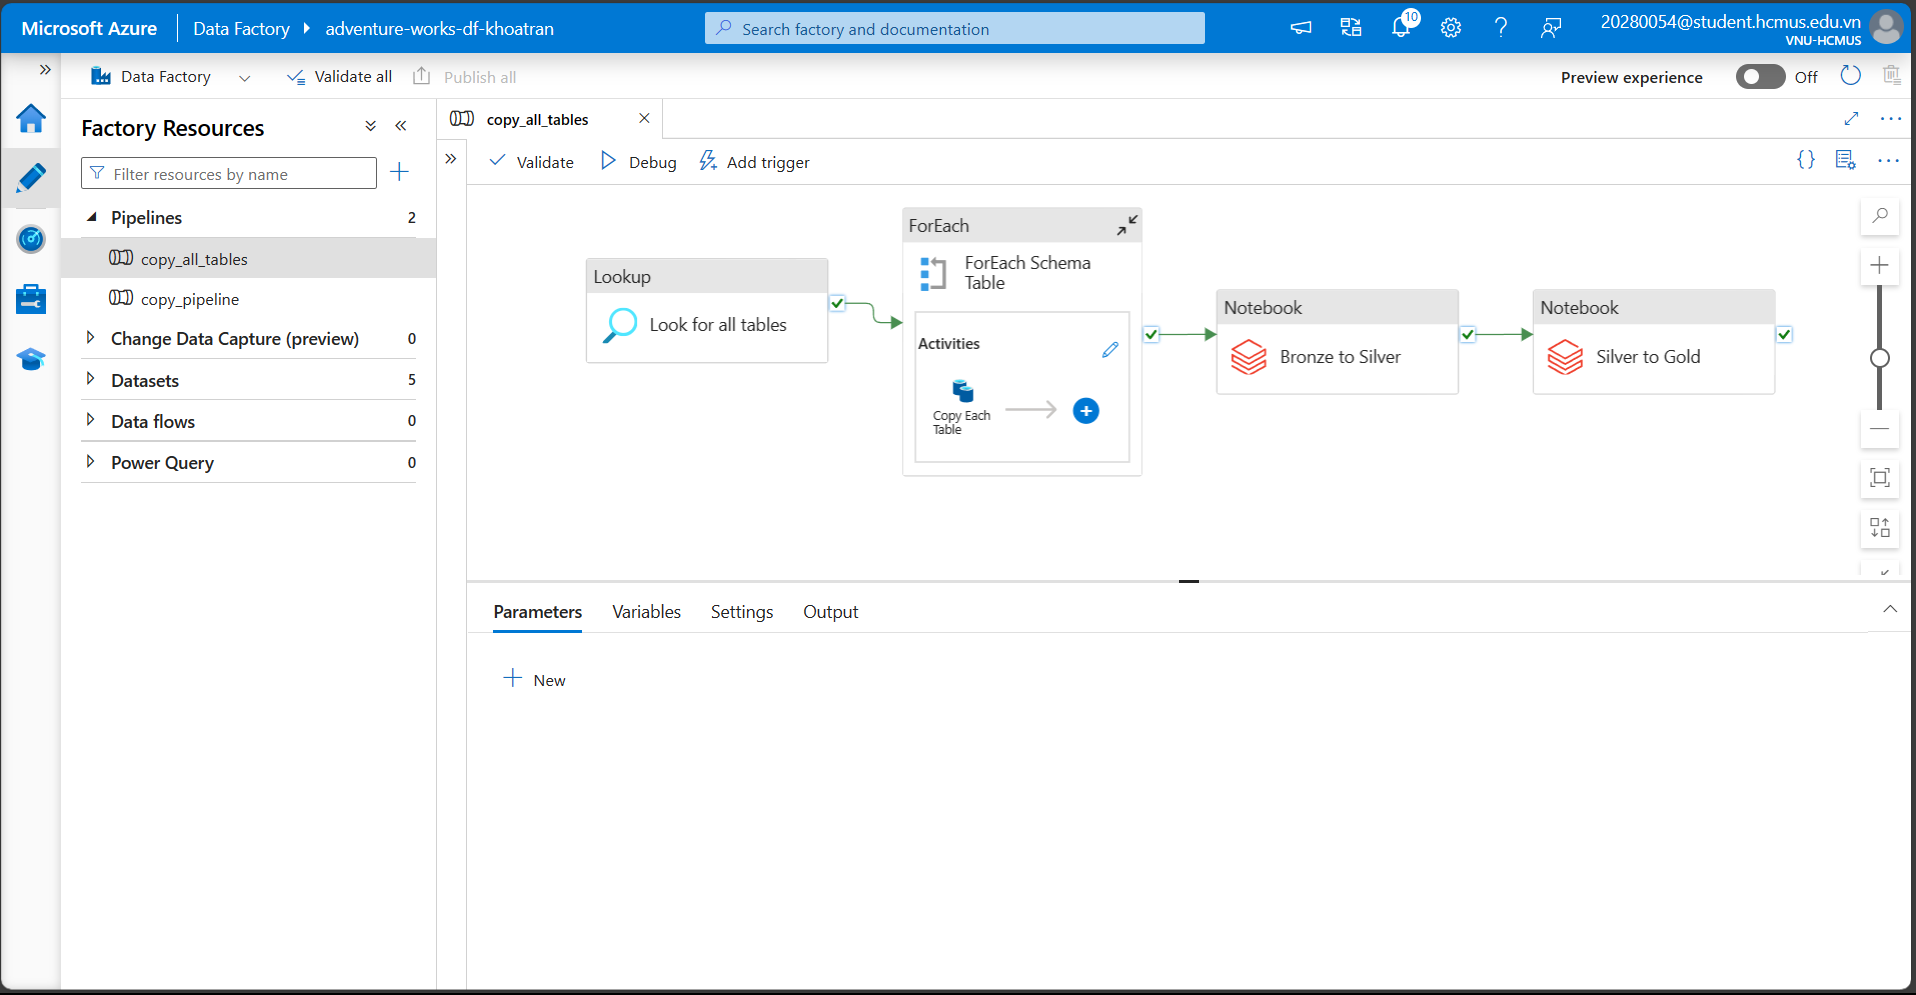 Microsoft Azure
Data Factory
adventure-works-df-khoatran
Search factory and documentation
10
20280054@student.hcmus.edu.vn
VNU-HCMUS
Data Factory
Validate all
Publish all
Preview experience
Off
Factory Resources
Filter resources by name
Pipelines 2
copy_all_tables
copy_pipeline
Change Data Capture (preview) 0
Datasets 5
Data flows 0
Power Query 0
copy_all_tables
Validate
Debug
Add trigger
{}
Lookup
Look for all tables
ForEach
ForEach Schema
Table
Activities
Copy Each
Table
Notebook
Bronze to Silver
Notebook
Silver to Gold
Parameters
Variables
Settings
Output
New